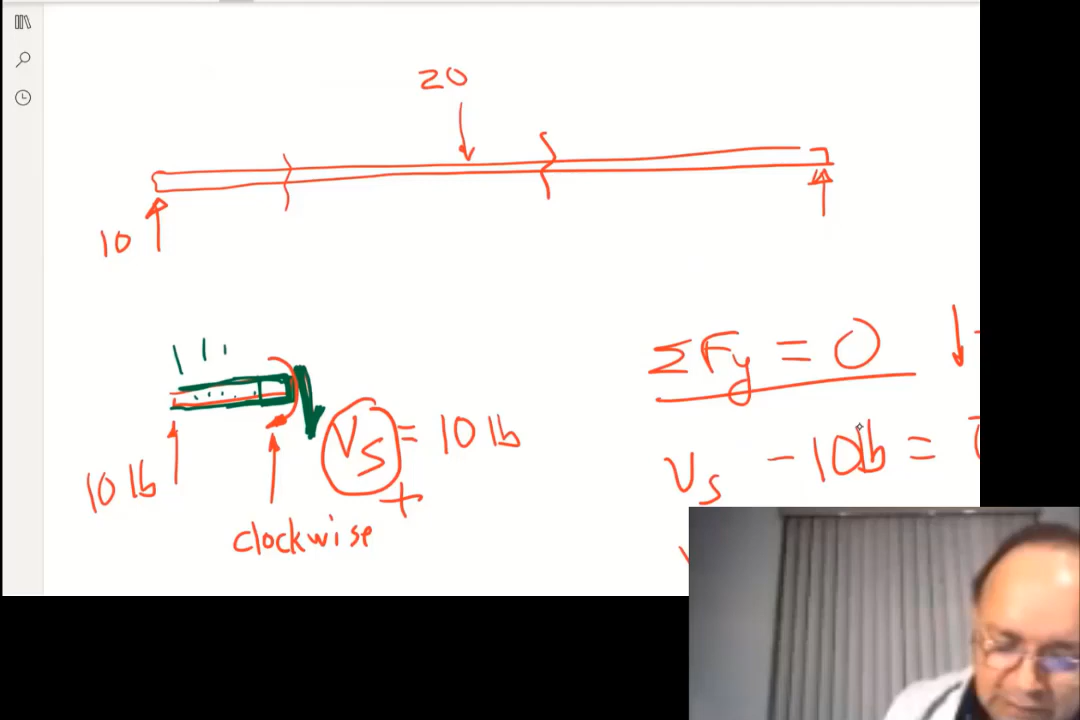 20
10
ΣFy = 0
Vs = 10 lb
Vs - 10lb =
10 lb
+
clockwise